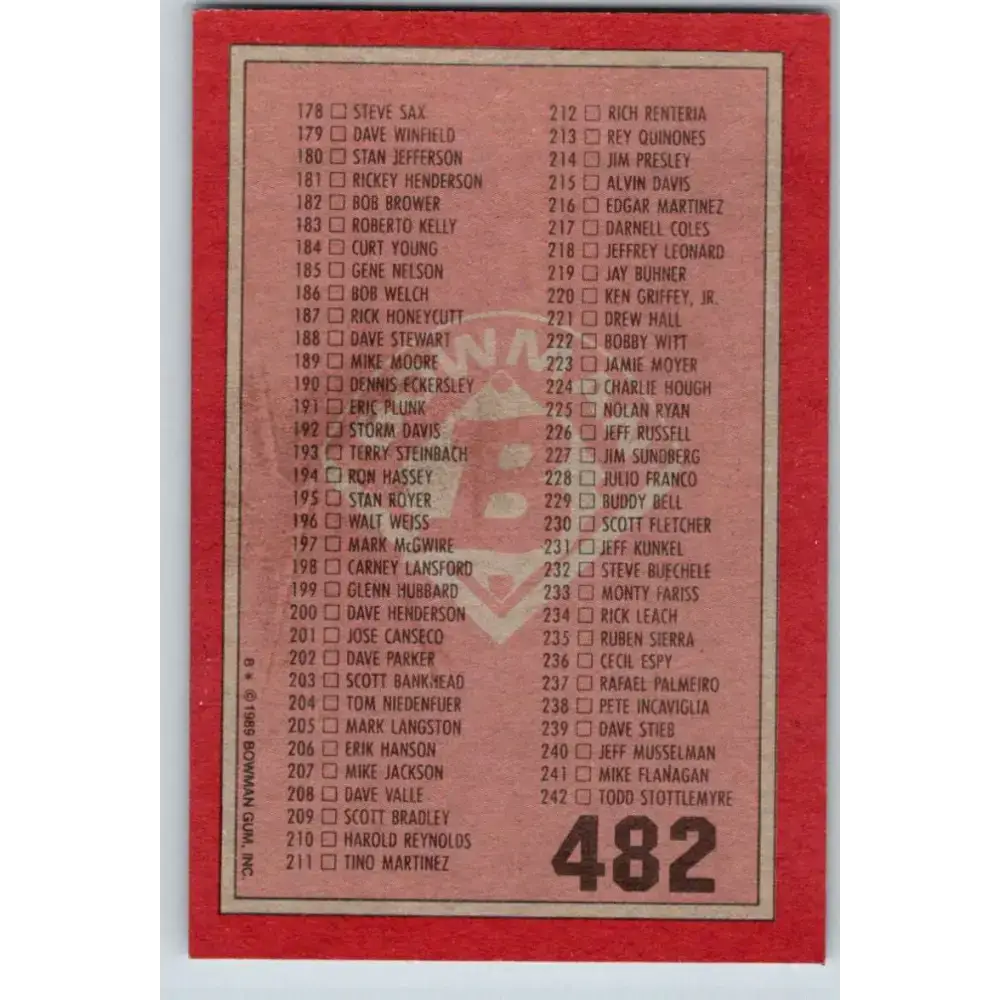 178 ☐ STEVE SAX
179 ☐ DAVE WINFIELD
180 ☐ STAN JEFFERSON
181 ☐ RICKEY HENDERSON
182 ☐ BOB BROWER
183 ☐ ROBERTO KELLY
184 ☐ CURT YOUNG
185 ☐ GENE NELSON
186 ☐ BOB WELCH
187 ☐ RICK HONEYCUTT
188 ☐ DAVE STEWART
189 ☐ MIKE MOORE
190 ☐ DENNIS ECKERSLEY
191 ☐ ERIC PLUNK
192 ☐ STORM DAVIS
193 ☐ TERRY STEINBACH
194 ☐ RON HASSEY
195 ☐ STAN ROYER
196 ☐ WALT WEISS
197 ☐ MARK McGWIRE
198 ☐ CARNEY LANSFORD
199 ☐ GLENN HUBBARD
200 ☐ DAVE HENDERSON
201 ☐ JOSE CANSECO
202 ☐ DAVE PARKER
203 ☐ SCOTT BANKHEAD
204 ☐ TOM NIEDENFUER
205 ☐ MARK LANGSTON
206 ☐ ERIK HANSON
207 ☐ MIKE JACKSON
208 ☐ DAVE VALLE
209 ☐ SCOTT BRADLEY
210 ☐ HAROLD REYNOLDS
211 ☐ TINO MARTINEZ
212 ☐ RICH RENTERIA
213 ☐ REY QUINONES
214 ☐ JIM PRESLEY
215 ☐ ALVIN DAVIS
216 ☐ EDGAR MARTINEZ
217 ☐ DARNELL COLES
218 ☐ JEFFREY LEONARD
219 ☐ JAY BUHNER
220 ☐ KEN GRIFFEY, JR.
221 ☐ DREW HALL
222 ☐ BOBBY WITT
223 ☐ JAMIE MOYER
224 ☐ CHARLIE HOUGH
225 ☐ NOLAN RYAN
226 ☐ JEFF RUSSELL
227 ☐ JIM SUNDBERG
228 ☐ JULIO FRANCO
229 ☐ BUDDY BELL
230 ☐ SCOTT FLETCHER
231 ☐ JEFF KUNKEL
232 ☐ STEVE BUECHELE
233 ☐ MONTY FARISS
234 ☐ RICK LEACH
235 ☐ RUBEN SIERRA
236 ☐ CECIL ESPY
237 ☐ RAFAEL PALMEIRO
238 ☐ PETE INCAVIGLIA
239 ☐ DAVE STIEB
240 ☐ JEFF MUSSELMAN
241 ☐ MIKE FLANAGAN
242 ☐ TODD STOTTLEMYRE
482
B * © 1989 BOWMAN GUM, INC.
B